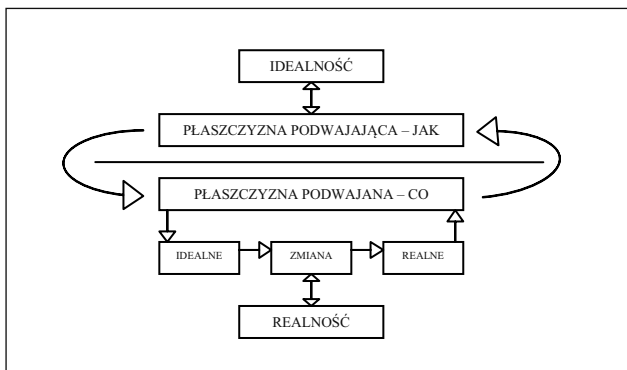 IDEALNOŚĆ
PŁASZCZYZNA PODWAJAJĄCA – JAK
PŁASZCZYZNA PODWAJANA – CO
IDEALNE
ZMIANA
REALNE
REALNOŚĆ